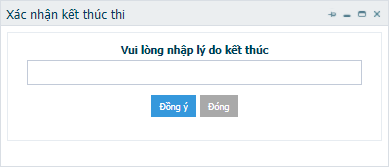 Xác nhận kết thúc thi
Vui lòng nhập lý do kết thúc
Đồng ý Đóng